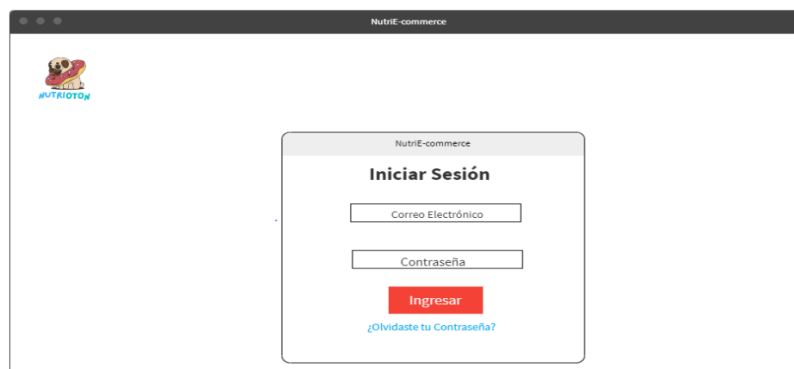 NutriE-commerce
NUTRIOTON
NutriE-commerce
Iniciar Sesión
Correo Electrónico
Contraseña
Ingresar
¿Olvidaste tu Contraseña?